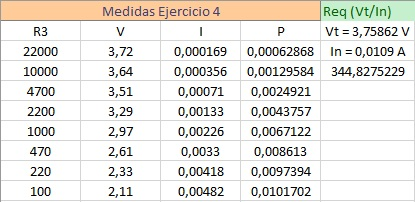 Medidas Ejercicio 4 Req (Vt/In)
R3 V I P Vt = 3,75862 V
22000 3,72 0,000169 0,00062868 In = 0,0109 A
10000 3,64 0,000356 0,00129584 344,8275229
4700 3,51 0,00071 0,0024921
2200 3,29 0,00133 0,0043757
1000 2,97 0,00226 0,0067122
470 2,61 0,0033 0,008613
220 2,33 0,00418 0,0097394
100 2,11 0,00482 0,0101702